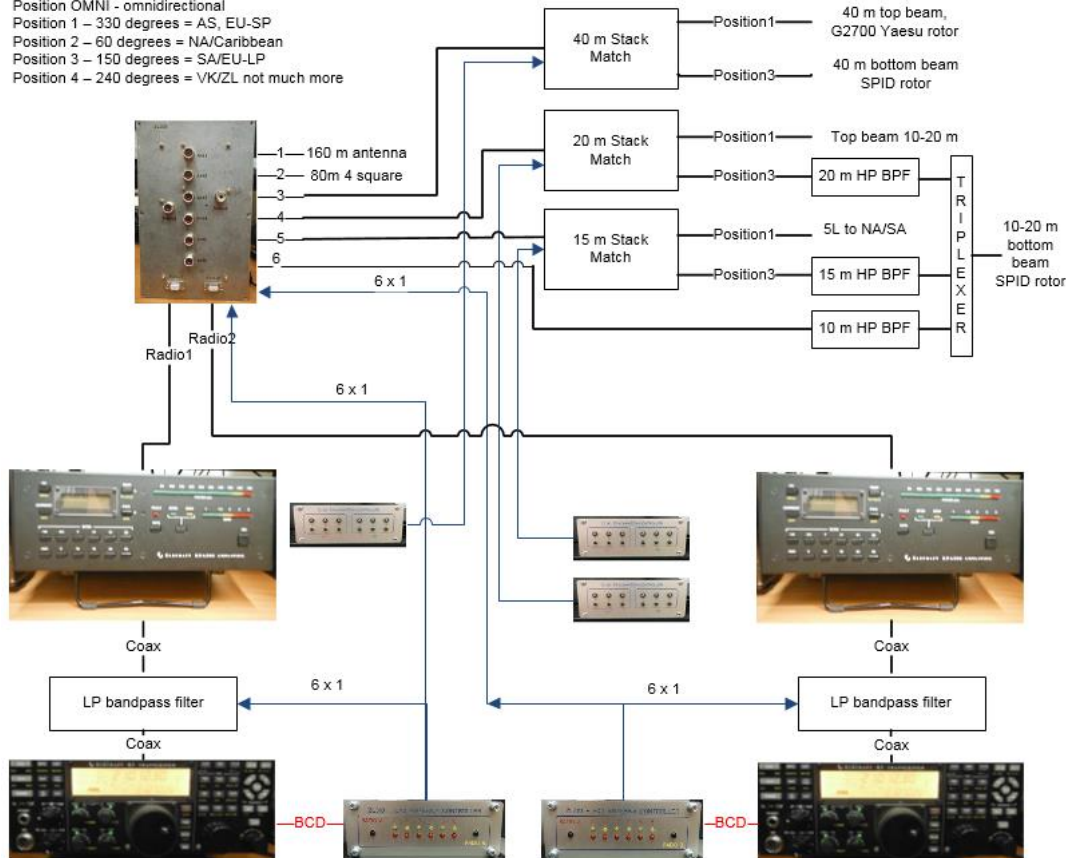 Position OMNI - omnidirectional
Position 1 – 330 degrees = AS, EU-SP
Position 2 – 60 degrees = NA/Caribbean
Position 3 – 150 degrees = SA/EU-LP
Position 4 – 240 degrees = VK/ZL not much more
40 m Stack
Match
Position1
40 m top beam,
G2700 Yaesu rotor
Position3
40 m bottom beam
SPID rotor
20 m Stack
Match
Position1
Top beam 10-20 m
Position3
20 m HP BPF
15 m Stack
Match
Position1
5L to NA/SA
Position3
15 m HP BPF
10 m HP BPF
TRIPLEXER
10-20 m
bottom
beam
SPID rotor
1
160 m antenna
2
80m 4 square
3
4
5
6
6 x 1
Radio1
Radio2
6 x 1
Coax
Coax
LP bandpass filter
6 x 1
6 x 1
LP bandpass filter
Coax
Coax
BCD
BCD